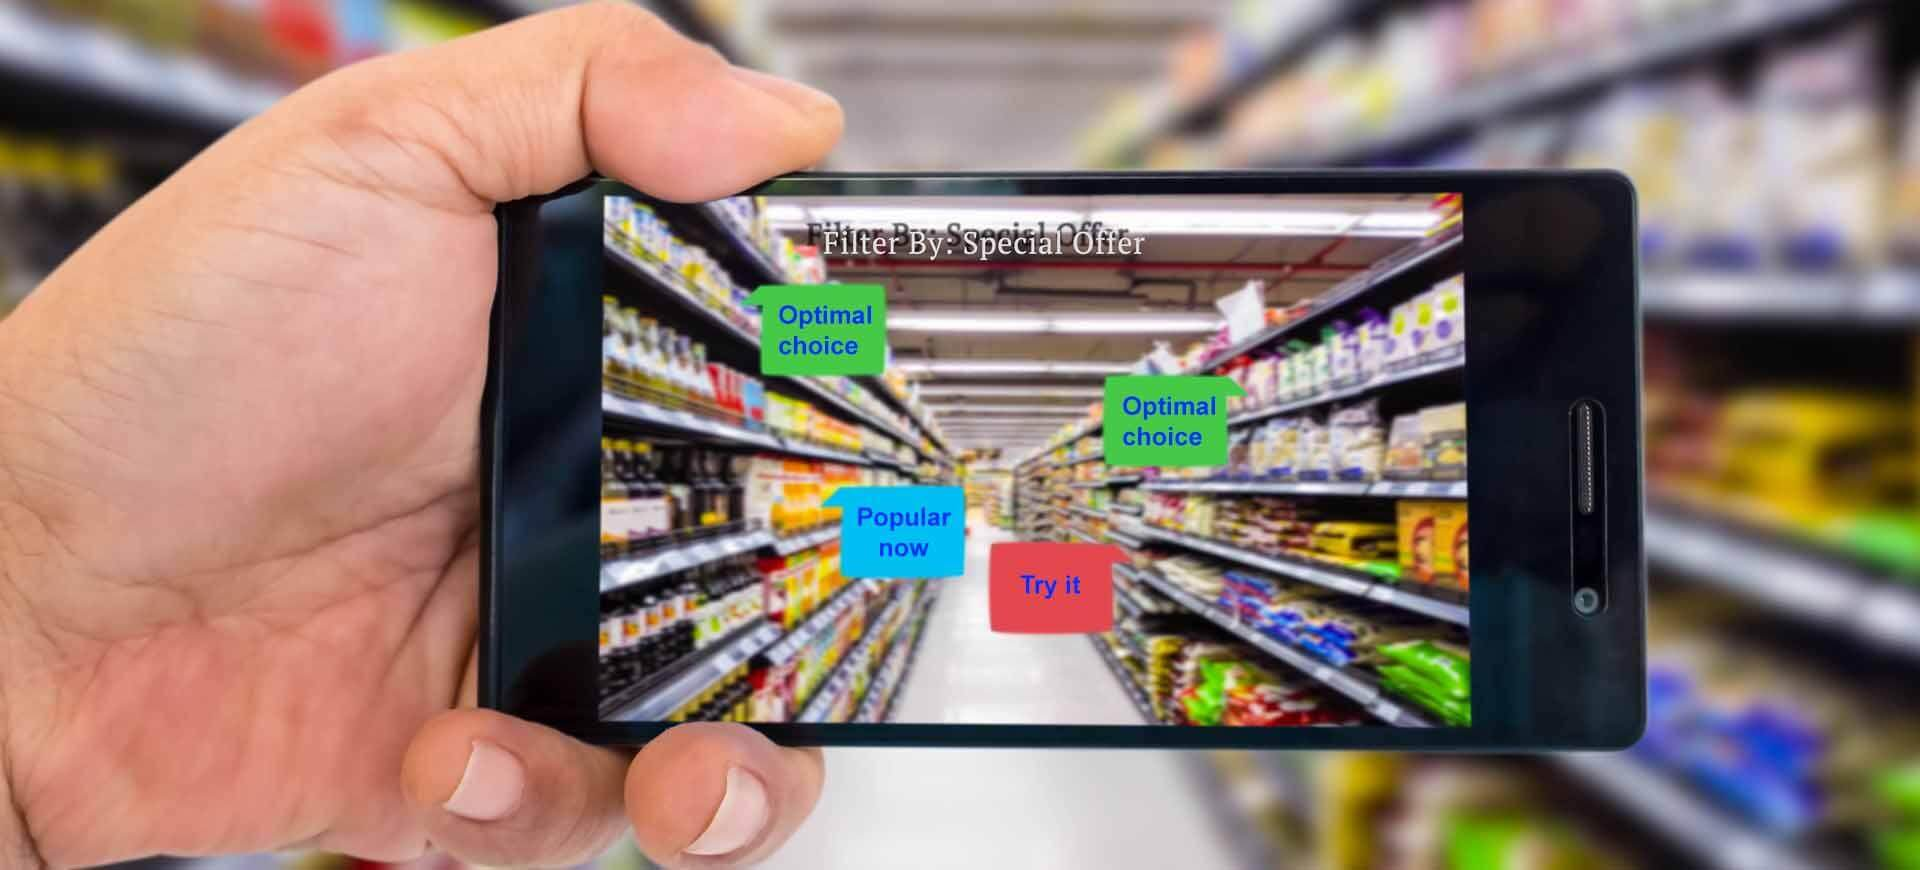 Filter By: Special Offer
Optimal
choice
Optimal
choice
Popular
now
Try it